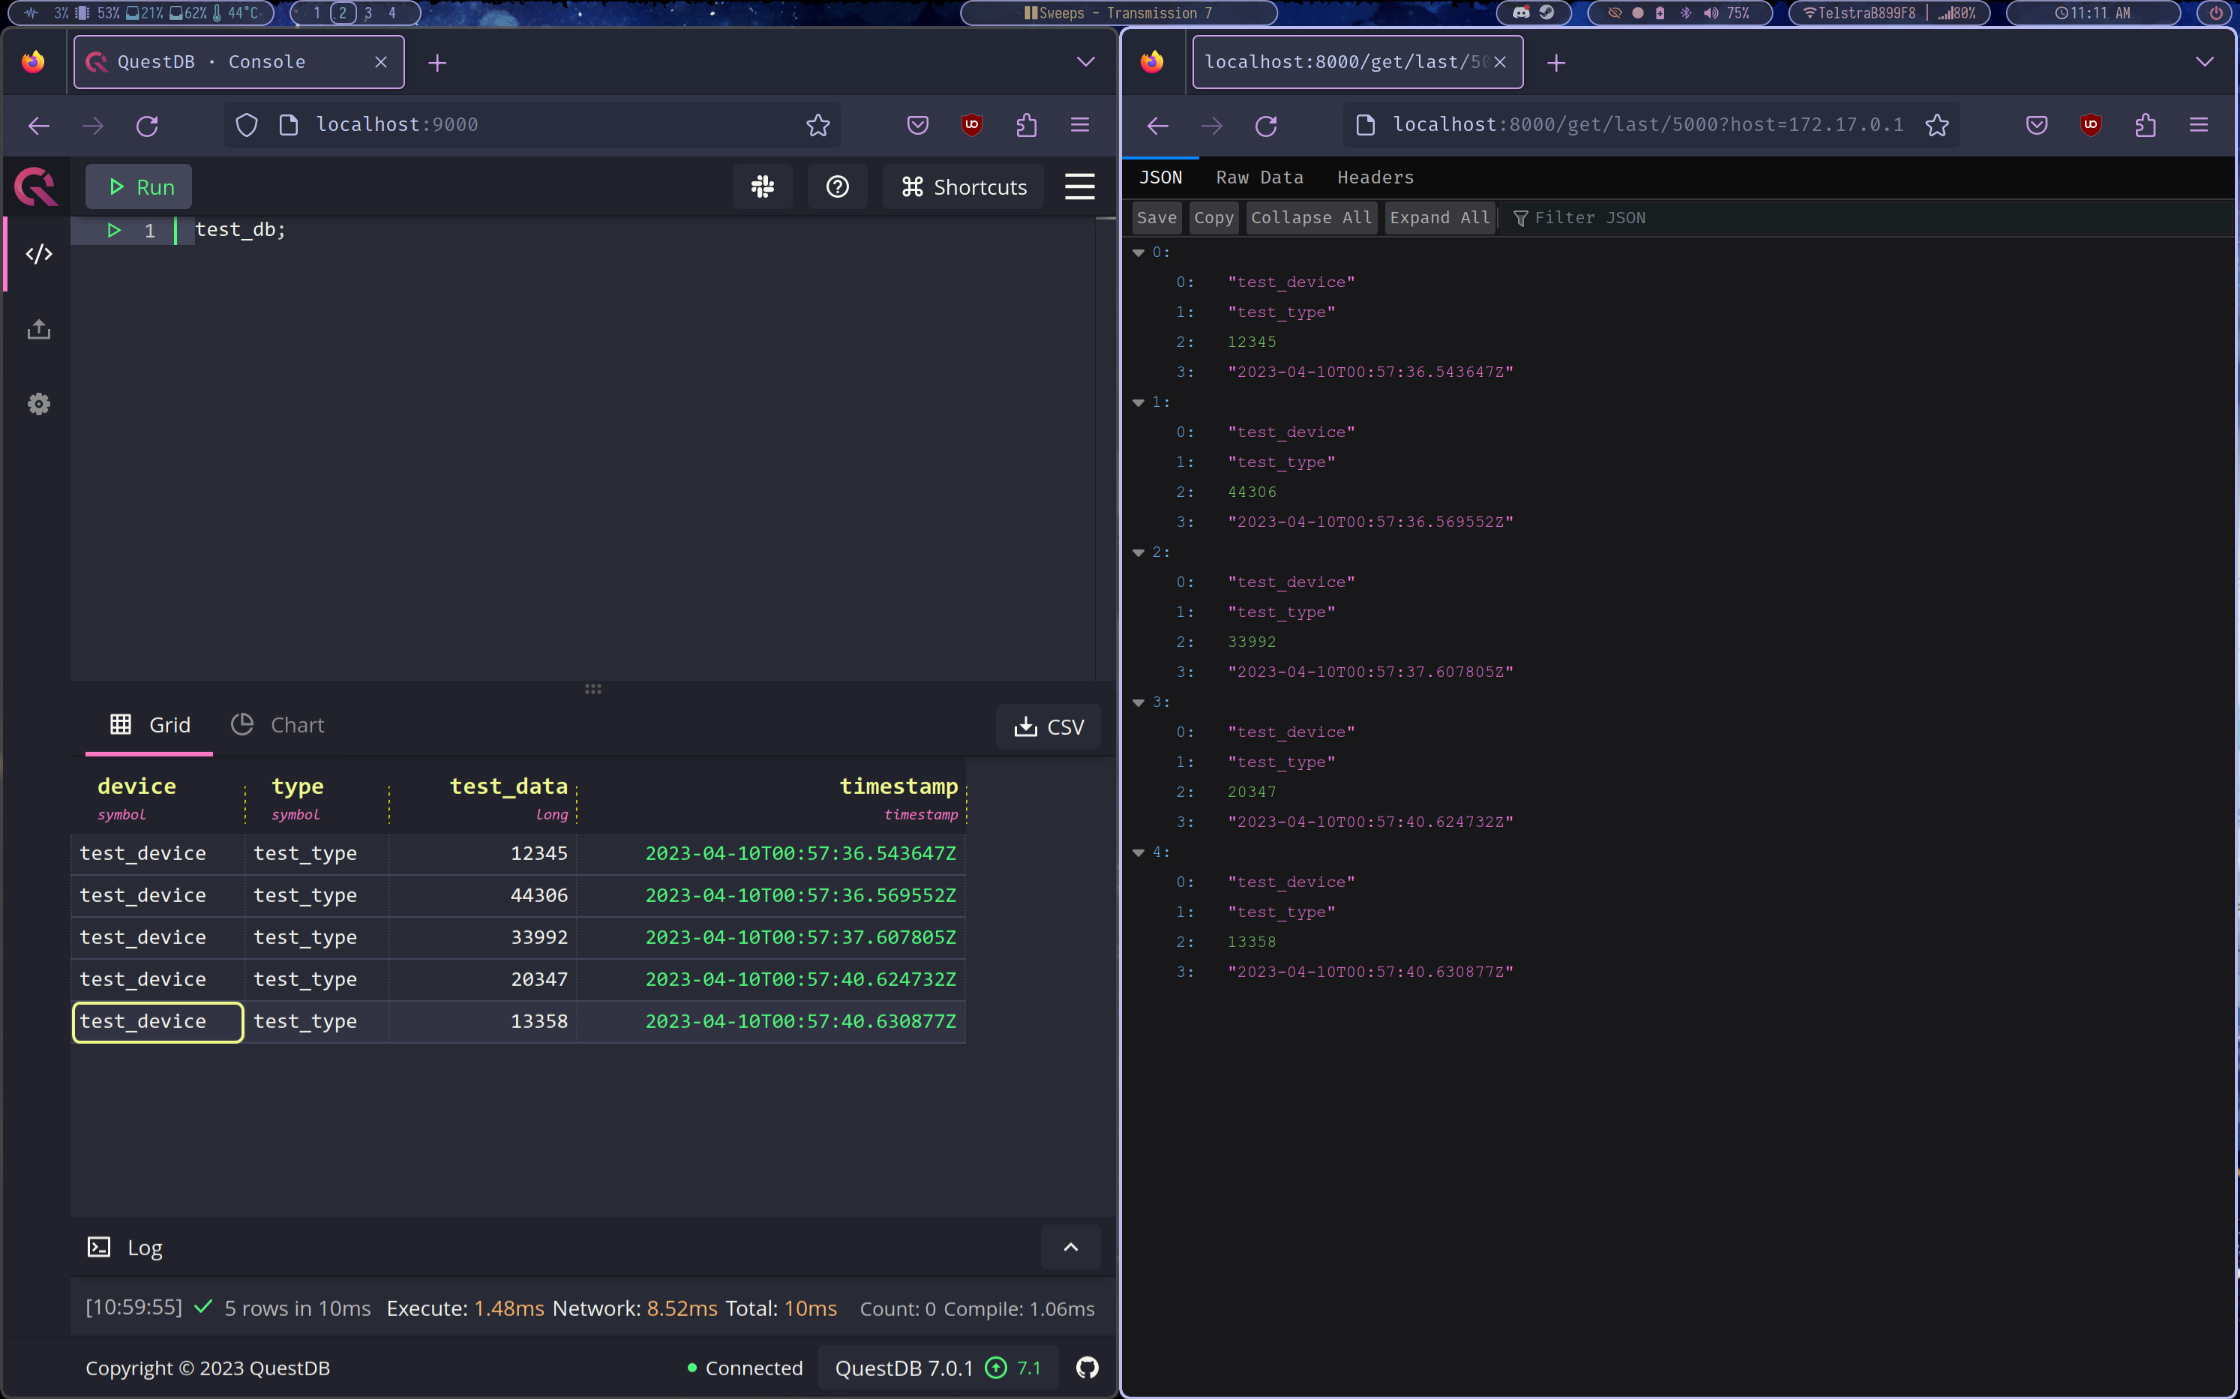 3% 53% 21% 62% 44°C
1 2 3 4
Sweeps - Transmission 7
75%
TelstraB899F8 | 80%
11:11 AM
QuestDB · Console
localhost:9000
Run
Shortcuts
1 test_db;
Grid
Chart
CSV
device type test_data timestamp
symbol symbol long timestamp
test_device test_type 12345 2023-04-10T00:57:36.543647Z
test_device test_type 44306 2023-04-10T00:57:36.569552Z
test_device test_type 33992 2023-04-10T00:57:37.607805Z
test_device test_type 20347 2023-04-10T00:57:40.624732Z
test_device test_type 13358 2023-04-10T00:57:40.630877Z
Log
[10:59:55] 5 rows in 10ms Execute: 1.48ms Network: 8.52ms Total: 10ms Count: 0 Compile: 1.06ms
Copyright © 2023 QuestDB
Connected
QuestDB 7.0.1 7.1
localhost:8000/get/last/50
localhost:8000/get/last/5000?host=172.17.0.1
JSON Raw Data Headers
Save Copy Collapse All Expand All Filter JSON
0:
0: "test_device"
1: "test_type"
2: 12345
3: "2023-04-10T00:57:36.543647Z"
1:
0: "test_device"
1: "test_type"
2: 44306
3: "2023-04-10T00:57:36.569552Z"
2:
0: "test_device"
1: "test_type"
2: 33992
3: "2023-04-10T00:57:37.607805Z"
3:
0: "test_device"
1: "test_type"
2: 20347
3: "2023-04-10T00:57:40.624732Z"
4:
0: "test_device"
1: "test_type"
2: 13358
3: "2023-04-10T00:57:40.630877Z"